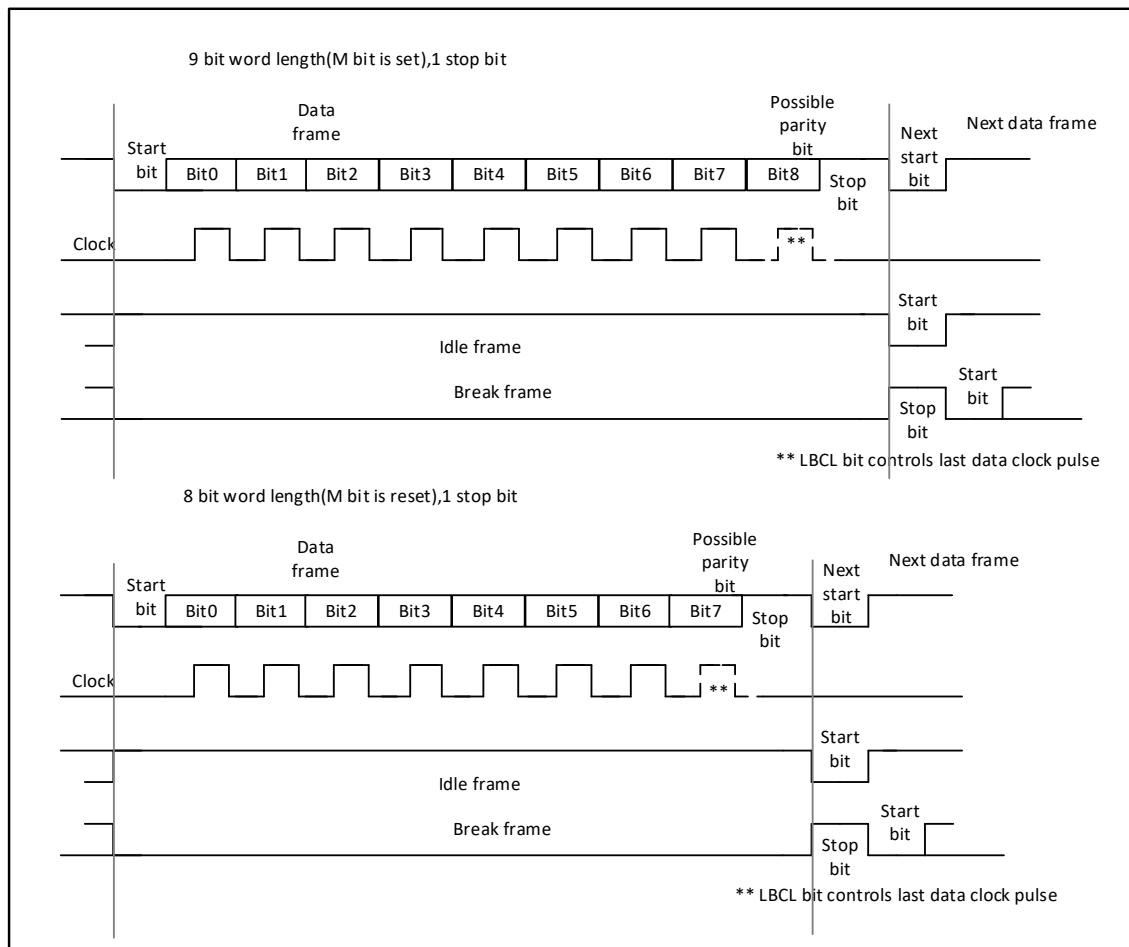 9 bit word length(M bit is set),1 stop bit
Data
frame
Possible
parity
bit
Start
bit
Next
start
bit
Next data frame
Bit0 Bit1 Bit2 Bit3 Bit4 Bit5 Bit6 Bit7 Bit8
Stop
bit
Clock
**
Start
bit
Idle frame
Break frame
Start
bit
Stop
bit
** LBCL bit controls last data clock pulse
8 bit word length(M bit is reset),1 stop bit
Data
frame
Possible
parity
bit
Start
bit
Next
start
bit
Next data frame
Bit0 Bit1 Bit2 Bit3 Bit4 Bit5 Bit6 Bit7
Stop
bit
Clock
**
Start
bit
Idle frame
Break frame
Start
bit
Stop
bit
** LBCL bit controls last data clock pulse